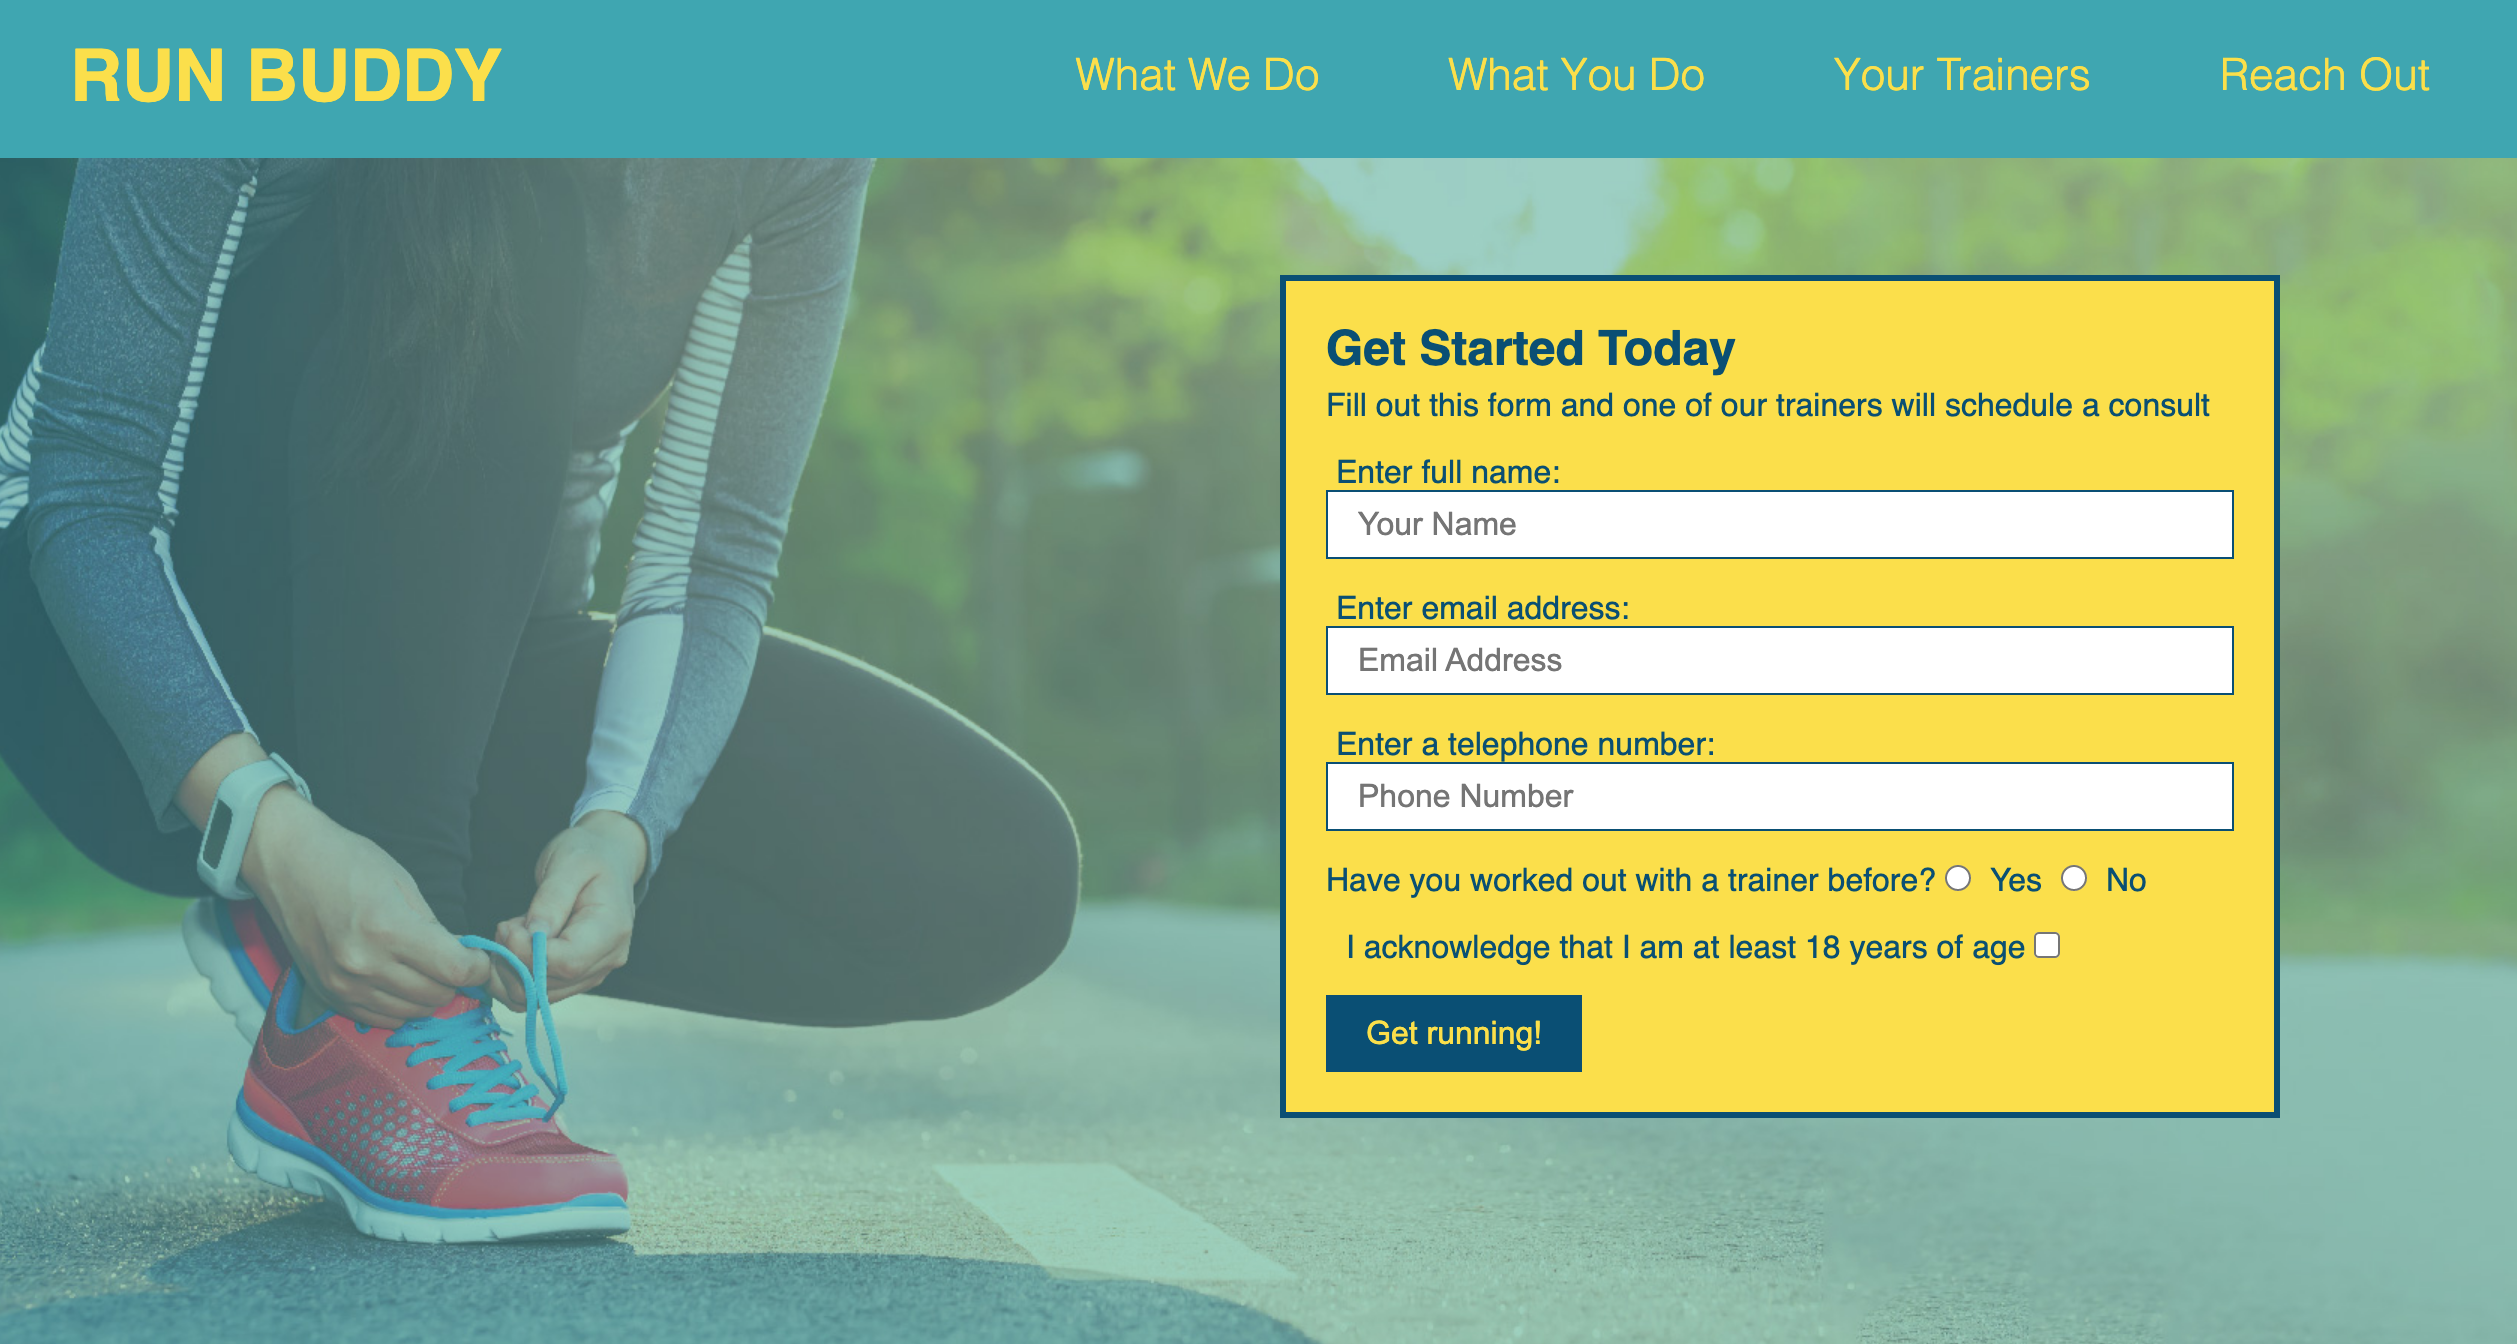 RUN BUDDY
What We Do What You Do Your Trainers Reach Out
Get Started Today
Fill out this form and one of our trainers will schedule a consult
Enter full name:
Your Name
Enter email address:
Email Address
Enter a telephone number:
Phone Number
Have you worked out with a trainer before? Yes No
I acknowledge that I am at least 18 years of age
Get running!